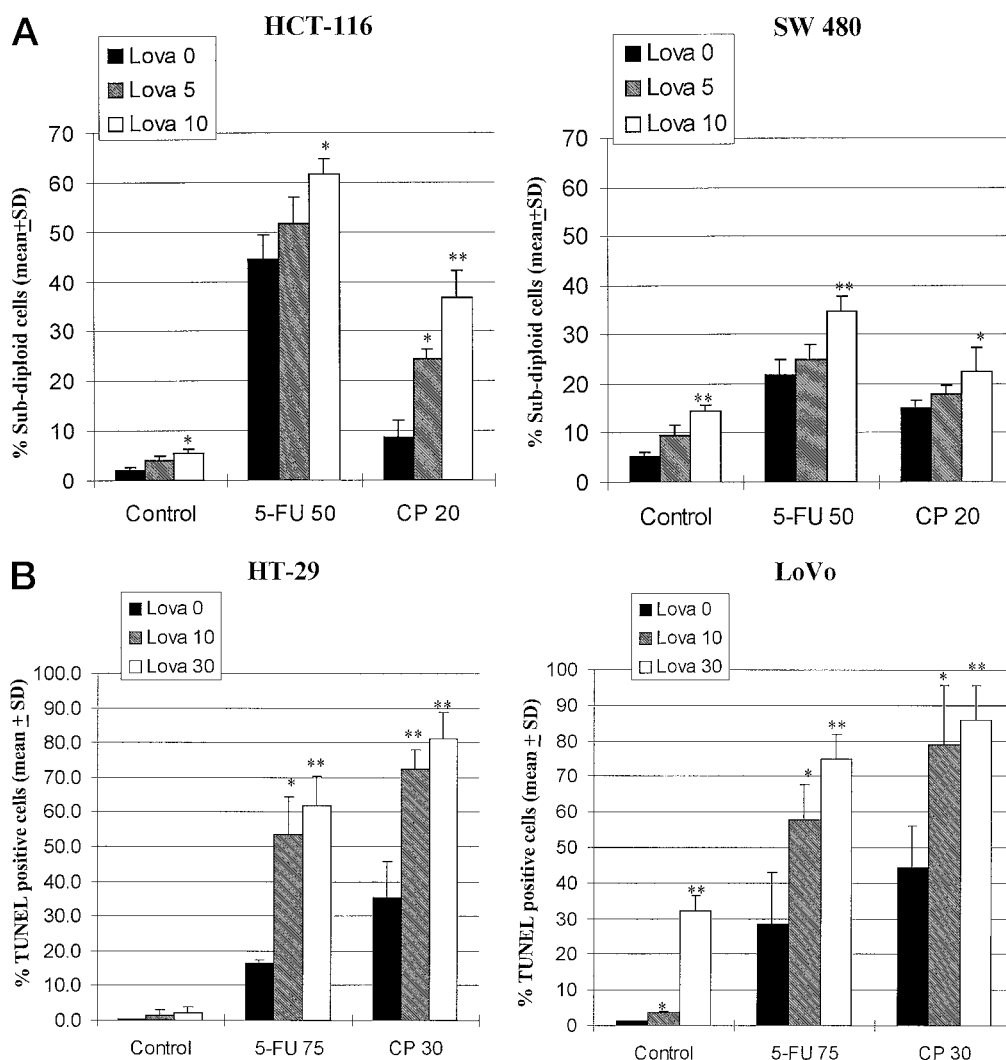 A
HCT-116
Lova 0
Lova 5
Lova 10
% Sub-diploid cells (mean±SD)
70
60
50
40
30
20
10
0
*
*
*
**
Control
5-FU 50
CP 20
SW 480
Lova 0
Lova 5
Lova 10
% Sub-diploid cells (mean±SD)
70
60
50
40
30
20
10
0
**
**
*
Control
5-FU 50
CP 20
B
HT-29
Lova 0
Lova 10
Lova 30
% TUNEL positive cells (mean ± SD)
100.0
90.0
80.0
70.0
60.0
50.0
40.0
30.0
20.0
10.0
0.0
*
**
**
**
Control
5-FU 75
CP 30
LoVo
Lova 0
Lova 10
Lova 30
% TUNEL positive cells (mean ± SD)
100
90
80
70
60
50
40
30
20
10
0
*
**
*
**
*
**
Control
5-FU 75
CP 30